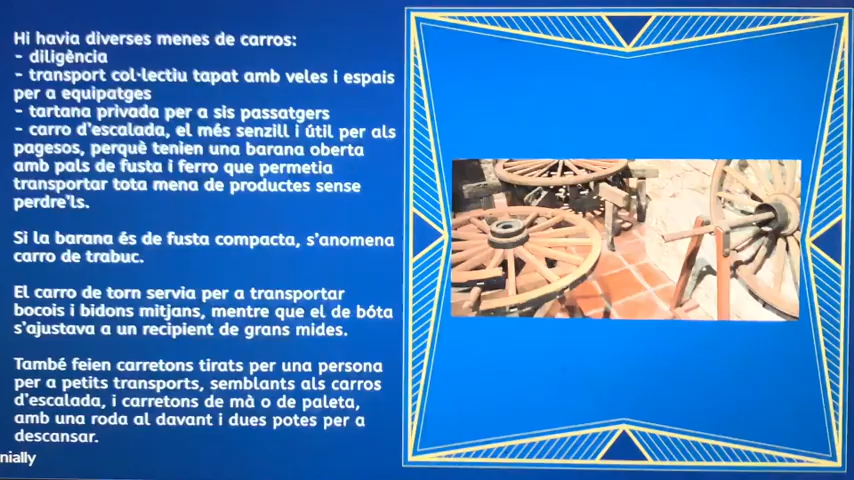 Hi havia diverses menes de carros:
- diligència
- transport col·lectiu tapat amb veles i espais
per a equipatges
- tartana privada per a sis passatgers
- carro d'escalada, el més senzill i útil per als
pagesos, perquè tenien una barana oberta
amb pals de fusta i ferro que permetia
transportar tota mena de productes sense
perdre'ls.
Si la barana és de fusta compacta, s'anomena
carro de trabuc.
El carro de torn servia per a transportar
bocois i bidons mitjans, mentre que el de bóta
s'ajustava a un recipient de grans mides.
També feien carretons tirats per una persona
per a petits transports, semblants als carros
d'escalada, i carretons de mà o de paleta,
amb una roda al davant i dues potes per a
descansar.
nially